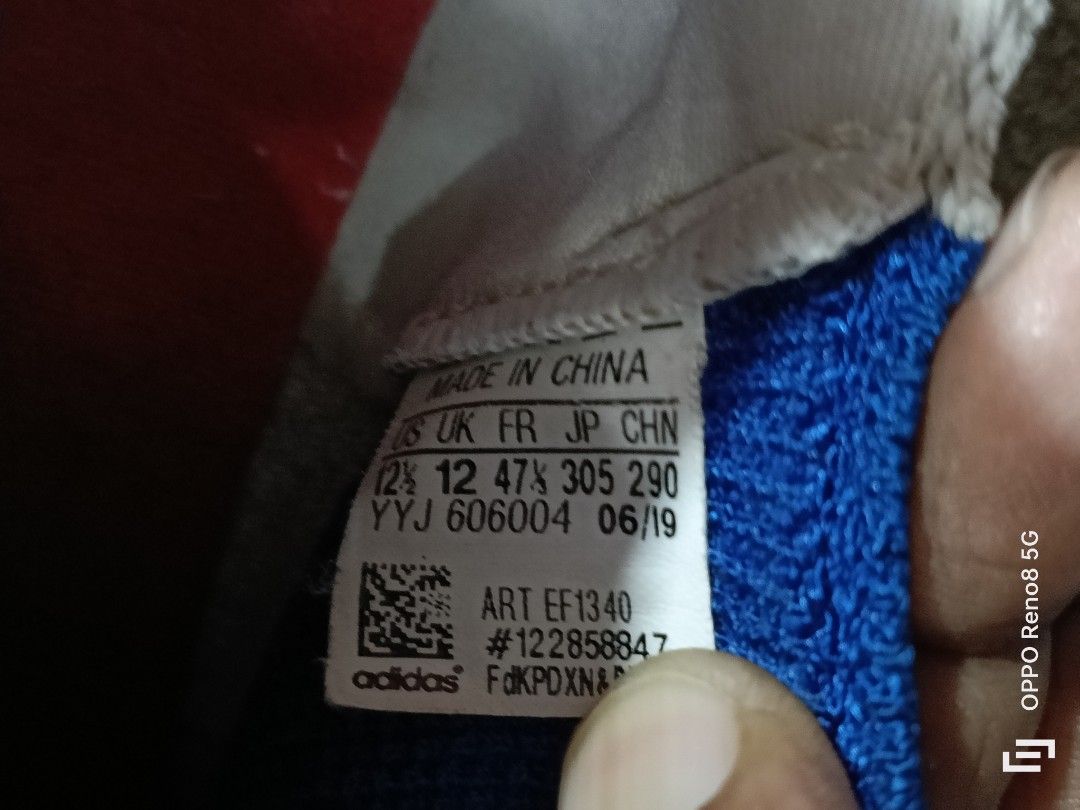 MADE IN CHINA
US UK FR JP CHN
12½ 12 47⅓ 305 290
YYJ 606004 06/19
ART EF1340
#122858847
adidas
OPPO Reno8 5G